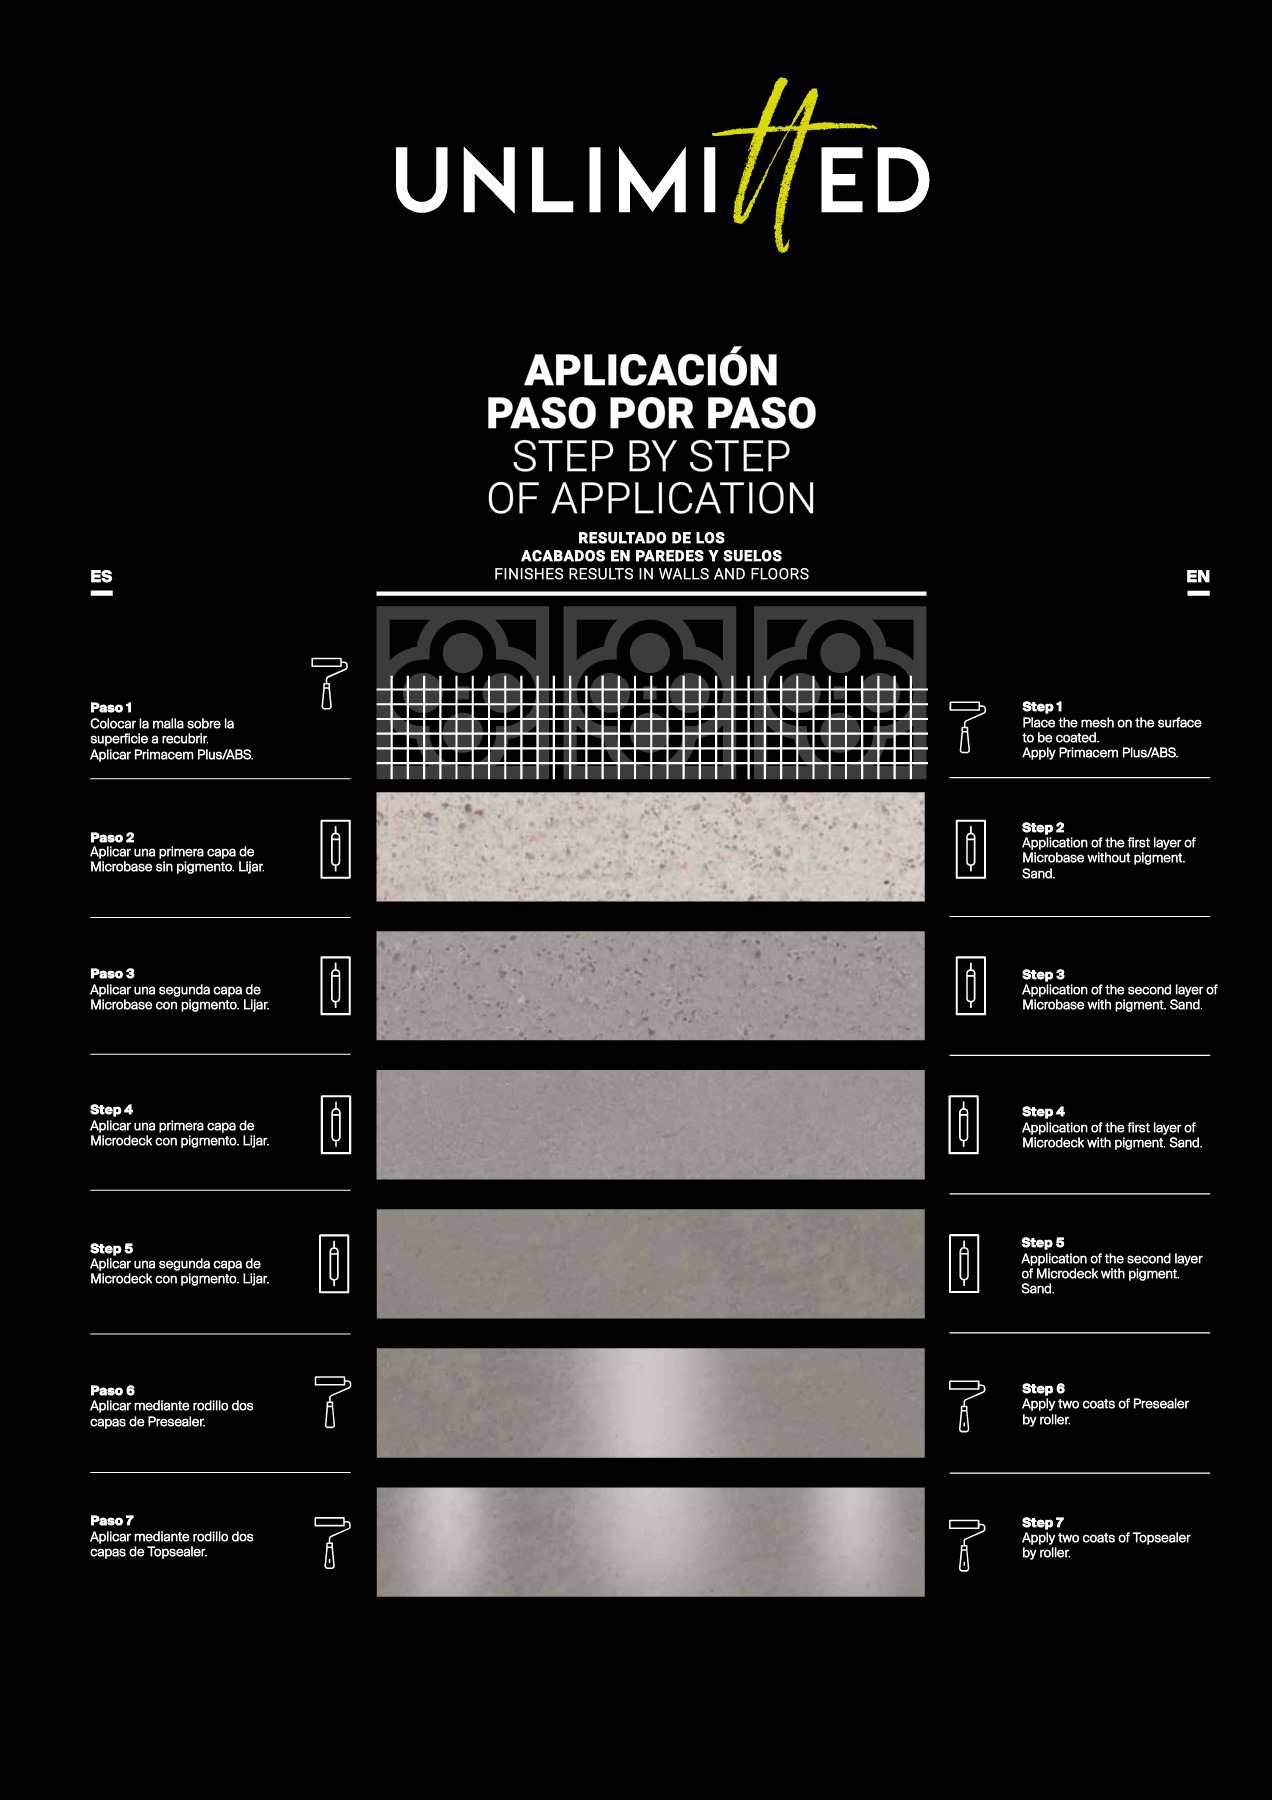 UNLIMITTED
APLICACIÓN
PASO POR PASO
STEP BY STEP
OF APPLICATION
RESULTADO DE LOS
ACABADOS EN PAREDES Y SUELOS
FINISHES RESULTS IN WALLS AND FLOORS
ES
Paso 1
Colocar la malla sobre la
superficie a recubrir.
Aplicar Primacem Plus/ABS.
Paso 2
Aplicar una primera capa de
Microbase sin pigmento. Lijar.
Paso 3
Aplicar una segunda capa de
Microbase con pigmento. Lijar.
Step 4
Aplicar una primera capa de
Microdeck con pigmento. Lijar.
Step 5
Aplicar una segunda capa de
Microdeck con pigmento. Lijar.
Paso 6
Aplicar mediante rodillo dos
capas de Presealer.
Paso 7
Aplicar mediante rodillo dos
capas de Topsealer.
EN
Step 1
Place the mesh on the surface
to be coated.
Apply Primacem Plus/ABS.
Step 2
Application of the first layer of
Microbase without pigment.
Sand.
Step 3
Application of the second layer of
Microbase with pigment. Sand.
Step 4
Application of the first layer of
Microdeck with pigment. Sand.
Step 5
Application of the second layer
of Microdeck with pigment.
Sand.
Step 6
Apply two coats of Presealer
by roller.
Step 7
Apply two coats of Topsealer
by roller.